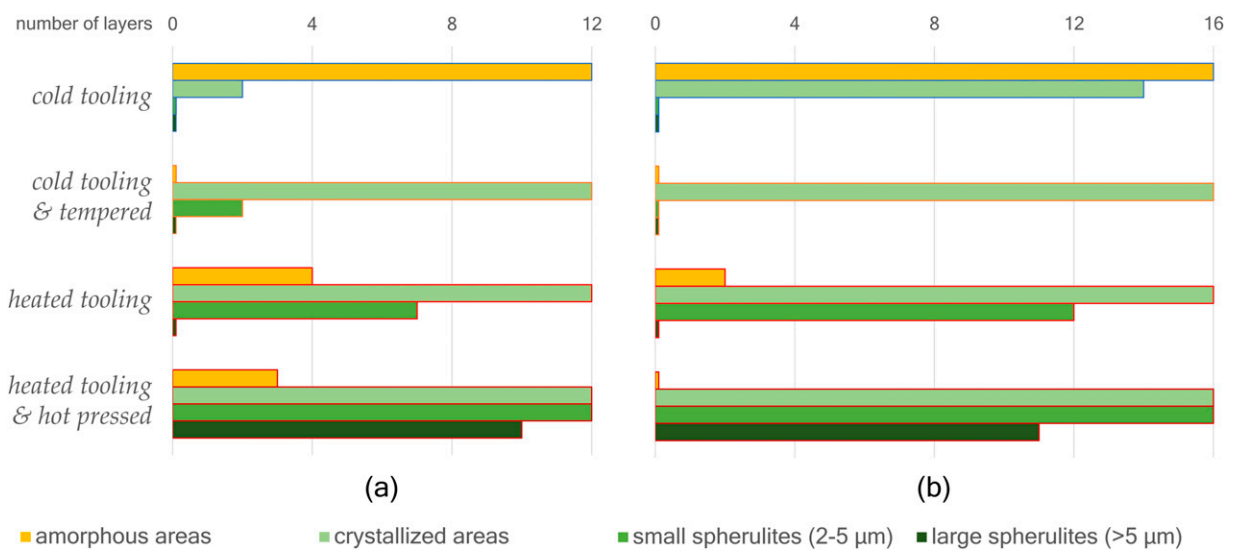 number of layers 0 4 8 12 0 4 8 12 16
cold tooling
cold tooling
& tempered
heated tooling
heated tooling
& hot pressed
(a) (b)
amorphous areas crystallized areas small spherulites (2-5 μm) large spherulites (>5 μm)